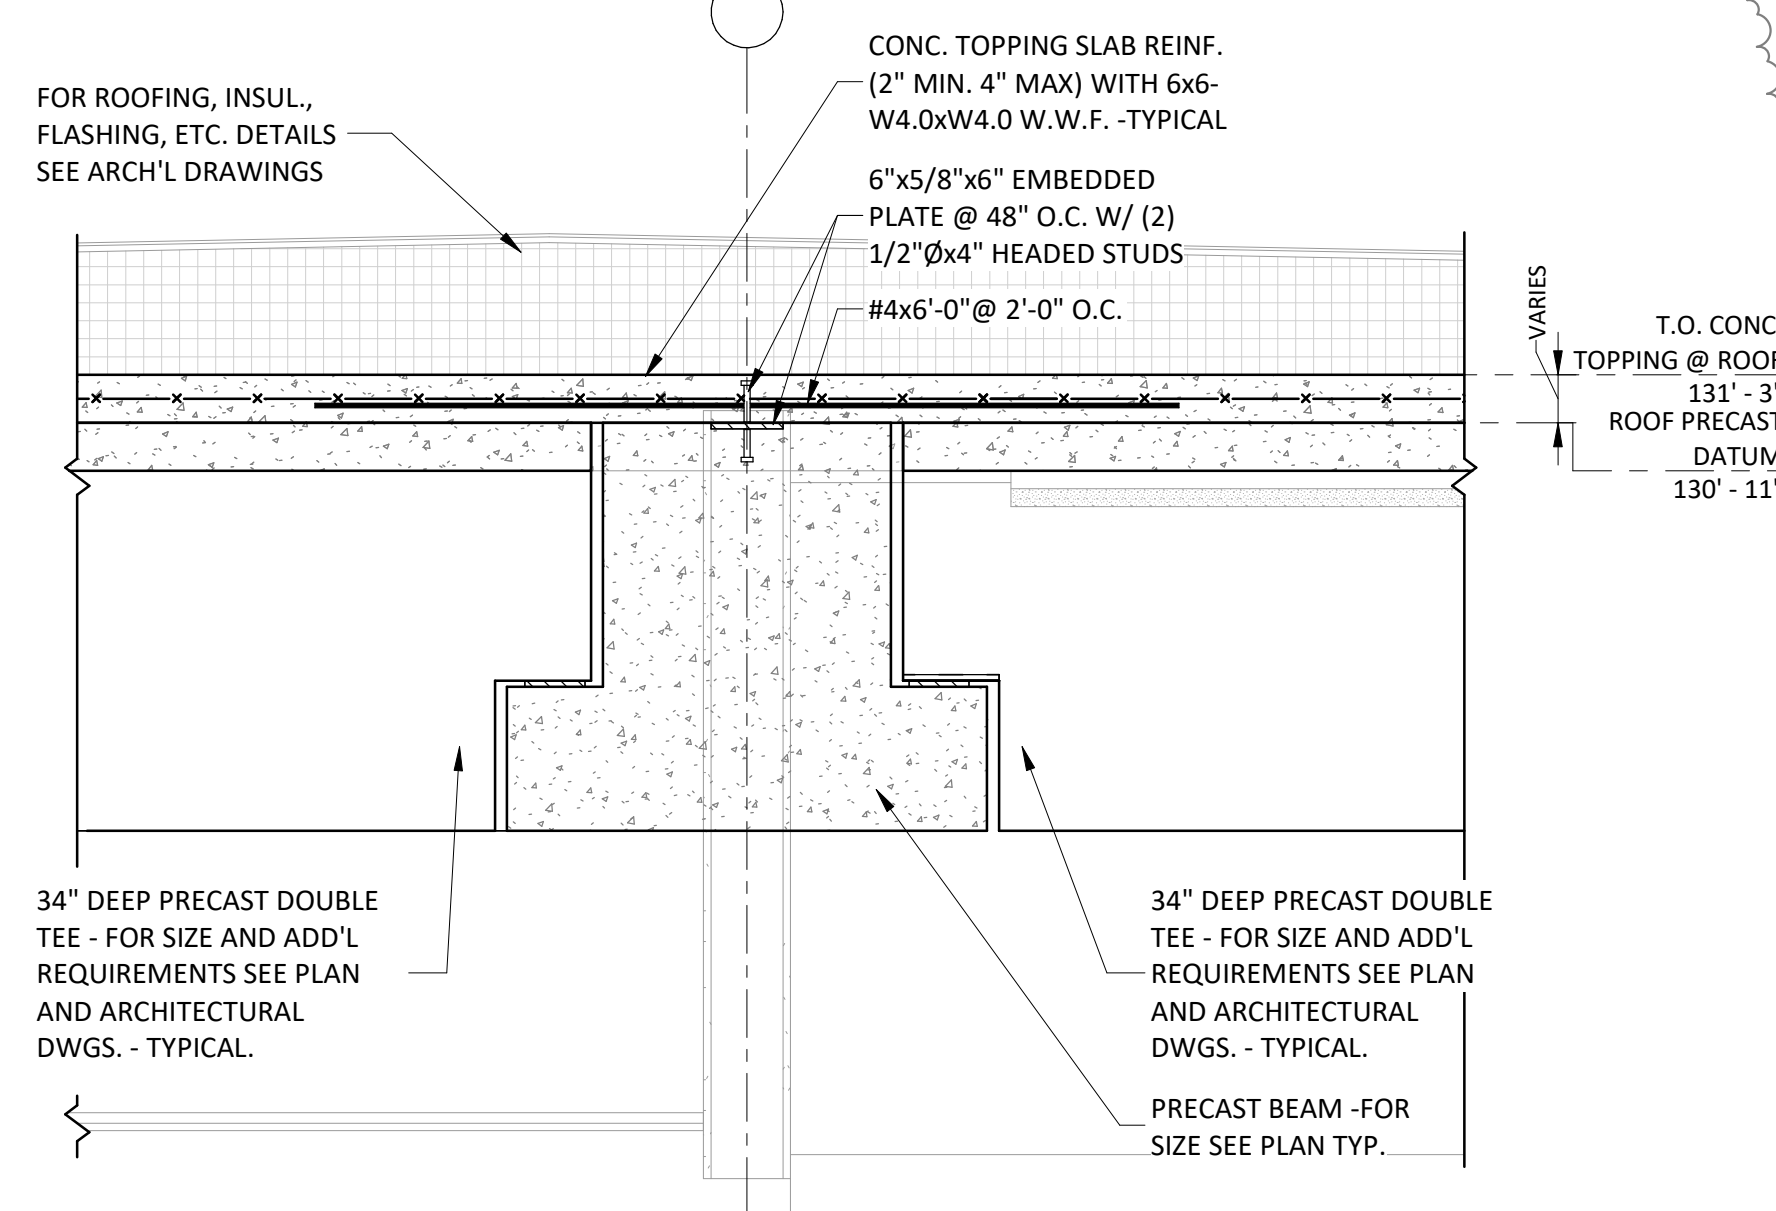 FOR ROOFING, INSUL.,
FLASHING, ETC. DETAILS
SEE ARCH'L DRAWINGS
CONC. TOPPING SLAB REINF.
(2" MIN. 4" MAX) WITH 6x6-
W4.0xW4.0 W.W.F. -TYPICAL
6"x5/8"x6" EMBEDDED
PLATE @ 48" O.C. W/ (2)
1/2"Øx4" HEADED STUDS
#4x6'-0"@ 2'-0" O.C.
VARIES
T.O. CONC
TOPPING @ ROOF
131' - 3"
ROOF PRECAST
DATUM
130' - 11"
34" DEEP PRECAST DOUBLE
TEE - FOR SIZE AND ADD'L
REQUIREMENTS SEE PLAN
AND ARCHITECTURAL
DWGS. - TYPICAL.
34" DEEP PRECAST DOUBLE
TEE - FOR SIZE AND ADD'L
REQUIREMENTS SEE PLAN
AND ARCHITECTURAL
DWGS. - TYPICAL.
PRECAST BEAM -FOR
SIZE SEE PLAN TYP.